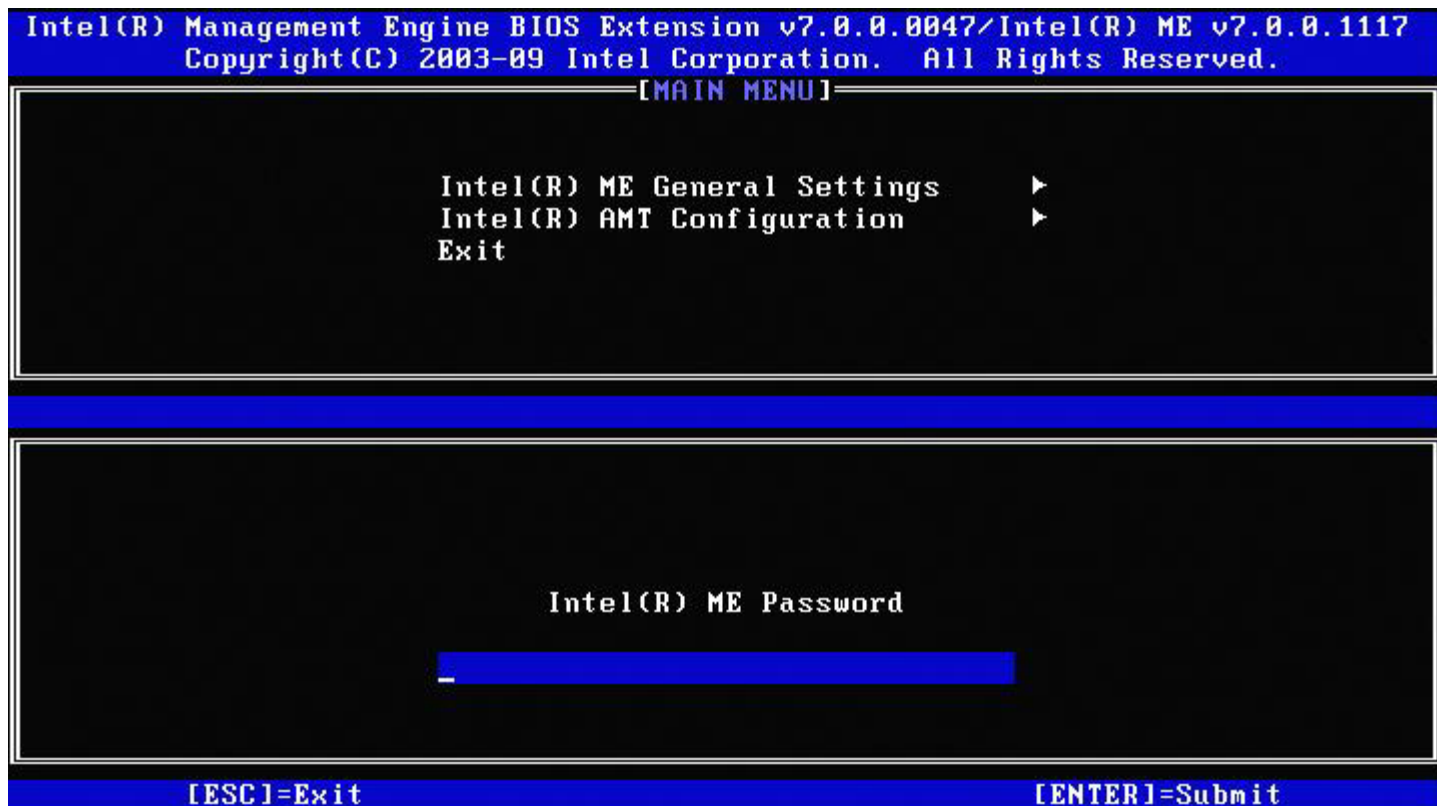 Intel(R) Management Engine BIOS Extension v7.0.0.0047/Intel(R) ME v7.0.0.1117
Copyright(C) 2003-09 Intel Corporation. All Rights Reserved.
[MAIN MENU]
Intel(R) ME General Settings ►
Intel(R) AMT Configuration ►
Exit
Intel(R) ME Password
[ESC]=Exit [ENTER]=Submit